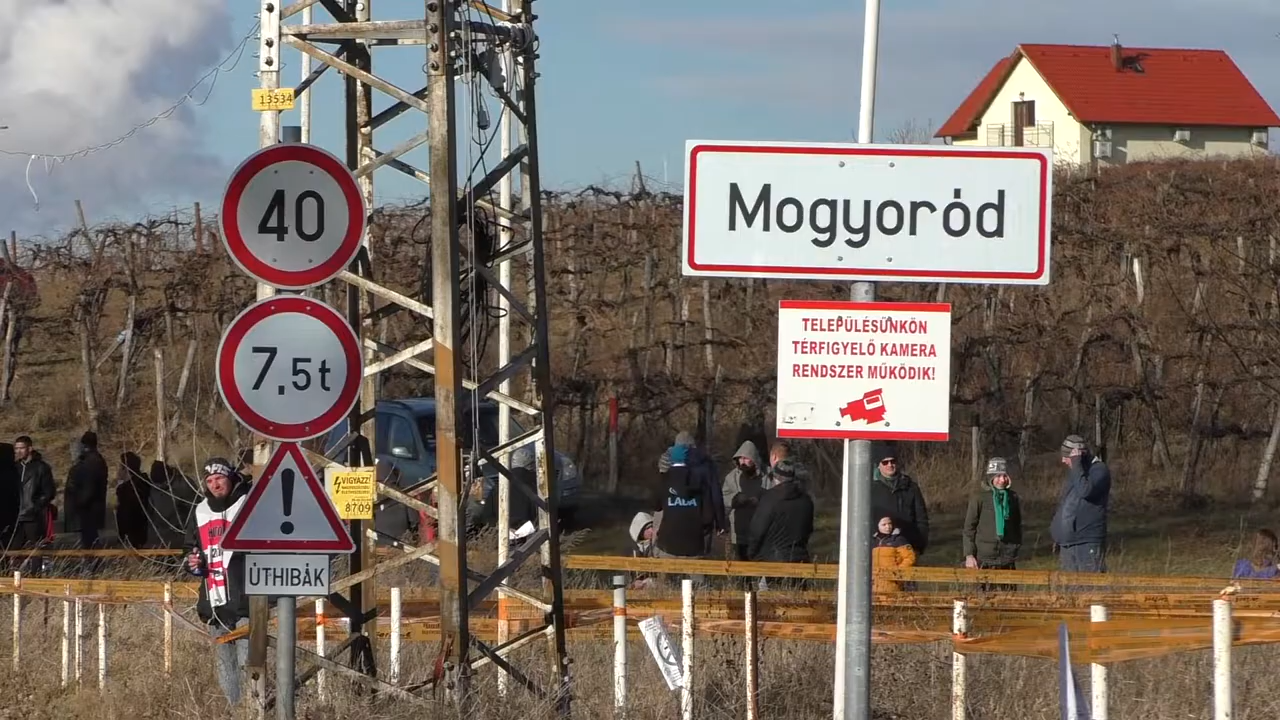 13534
40
7,5t
VIGYÁZZ!
8709
ÚTHIBÁK
Mogyoród
TELEPÜLÉSÜNKÖN
TÉRFIGYELŐ KAMERA
RENDSZER MŰKÖDIK!
LADA